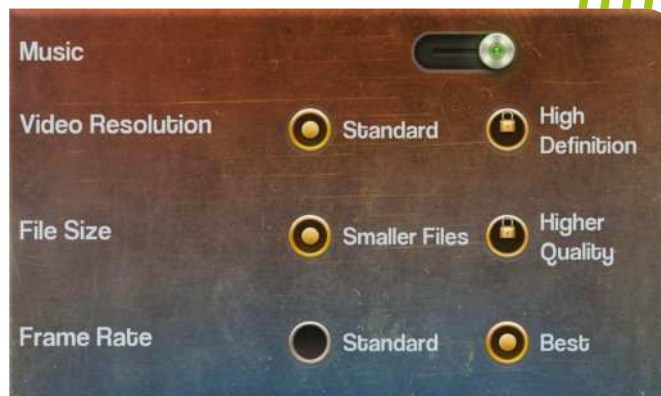 Music
Video Resolution Standard High
Definition
File Size Smaller Files Higher
Quality
Frame Rate Standard Best